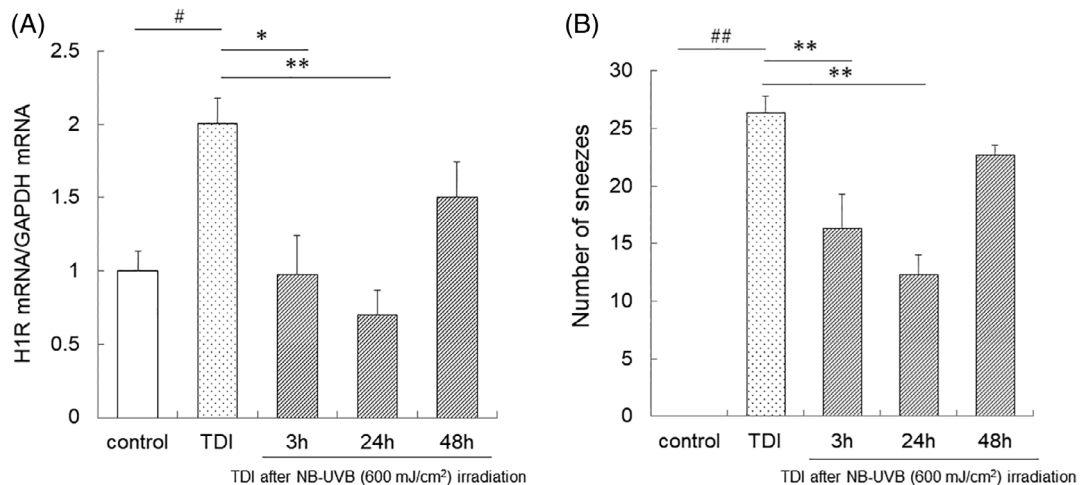 (A)
#
*
**
2.5
2
1.5
1
0.5
0
H1R mRNA/GAPDH mRNA
control TDI 3h 24h 48h
TDI after NB-UVB (600 mJ/cm²) irradiation
(B)
##
**
**
30
25
20
15
10
5
0
Number of sneezes
control TDI 3h 24h 48h
TDI after NB-UVB (600 mJ/cm²) irradiation